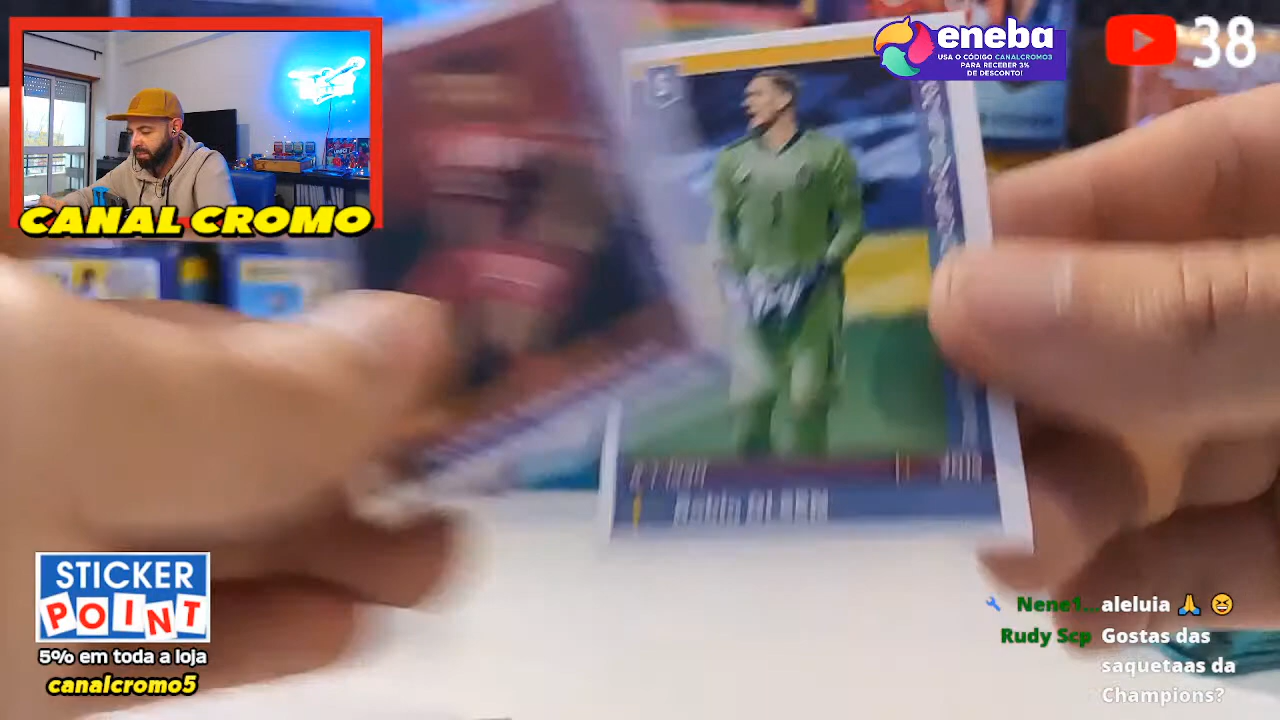 eneba
USA O CÓDIGO CANALCROMO3
PARA RECEBER 3%
DE DESCONTO!
38
CANAL CROMO
STICKER
POINT
5% em toda a loja
canalcromo5
Nene1... aleluia 🙏 😆
Rudy Scp Gostas das
saquetaas da
Champions?